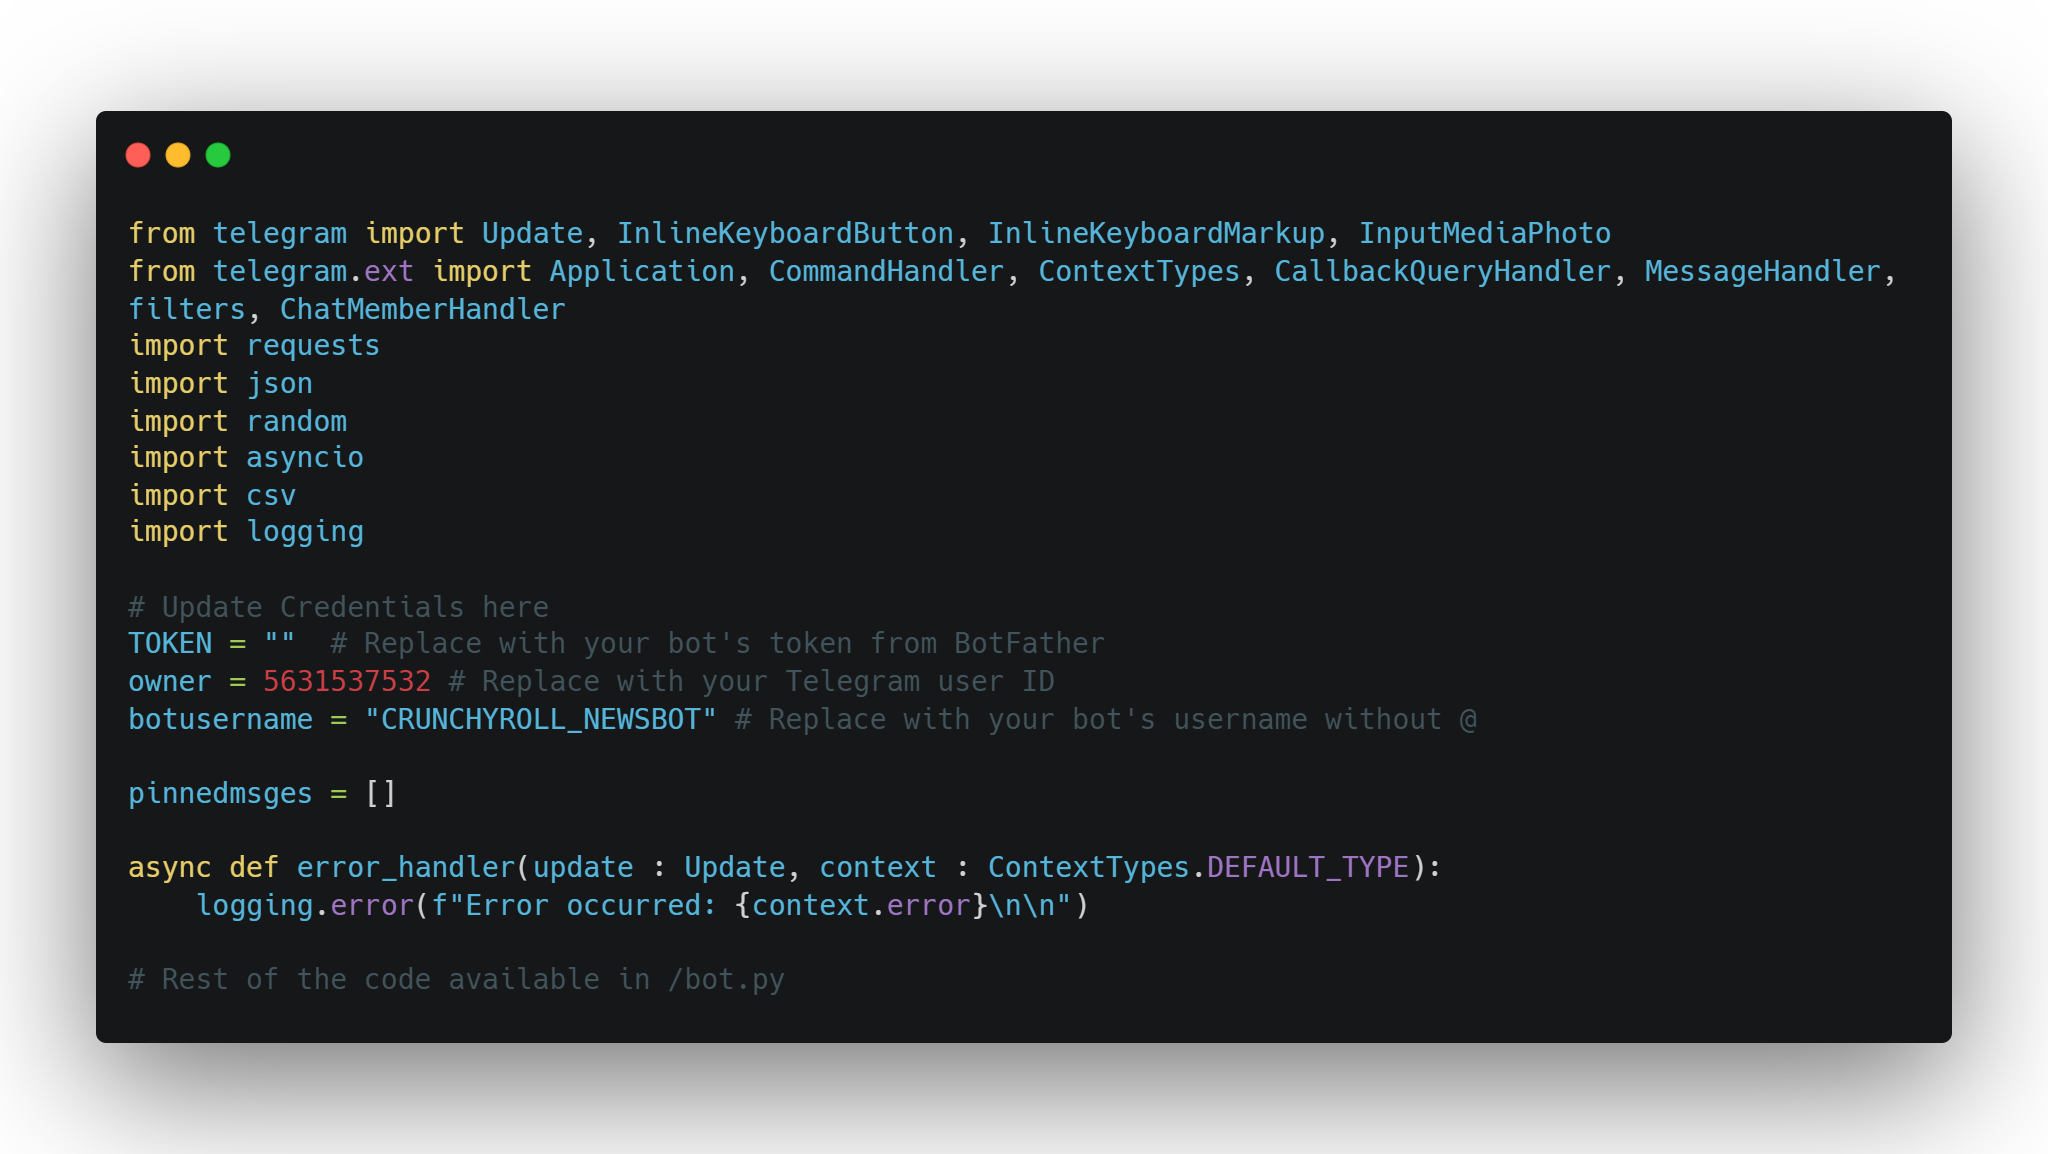 from telegram import Update, InlineKeyboardButton, InlineKeyboardMarkup, InputMediaPhoto
from telegram.ext import Application, CommandHandler, ContextTypes, CallbackQueryHandler, MessageHandler,
filters, ChatMemberHandler
import requests
import json
import random
import asyncio
import csv
import logging

# Update Credentials here
TOKEN = ""  # Replace with your bot's token from BotFather
owner = 5631537532 # Replace with your Telegram user ID
botusername = "CRUNCHYROLL_NEWSBOT" # Replace with your bot's username without @

pinnedmsges = []

async def error_handler(update : Update, context : ContextTypes.DEFAULT_TYPE):
    logging.error(f"Error occurred: {context.error}\n\n")

# Rest of the code available in /bot.py